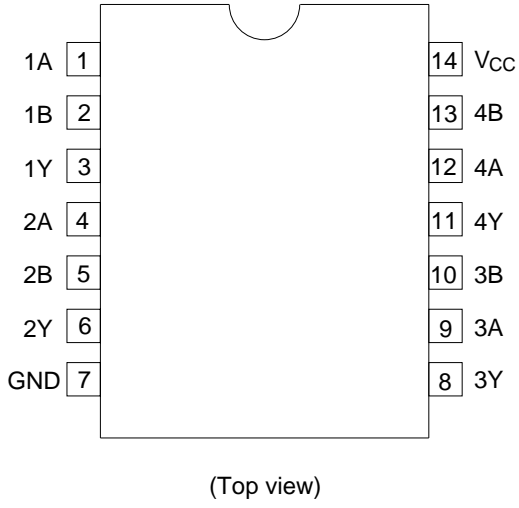 1A 1 14 VCC
1B 2 13 4B
1Y 3 12 4A
2A 4 11 4Y
2B 5 10 3B
2Y 6 9 3A
GND 7 8 3Y
(Top view)